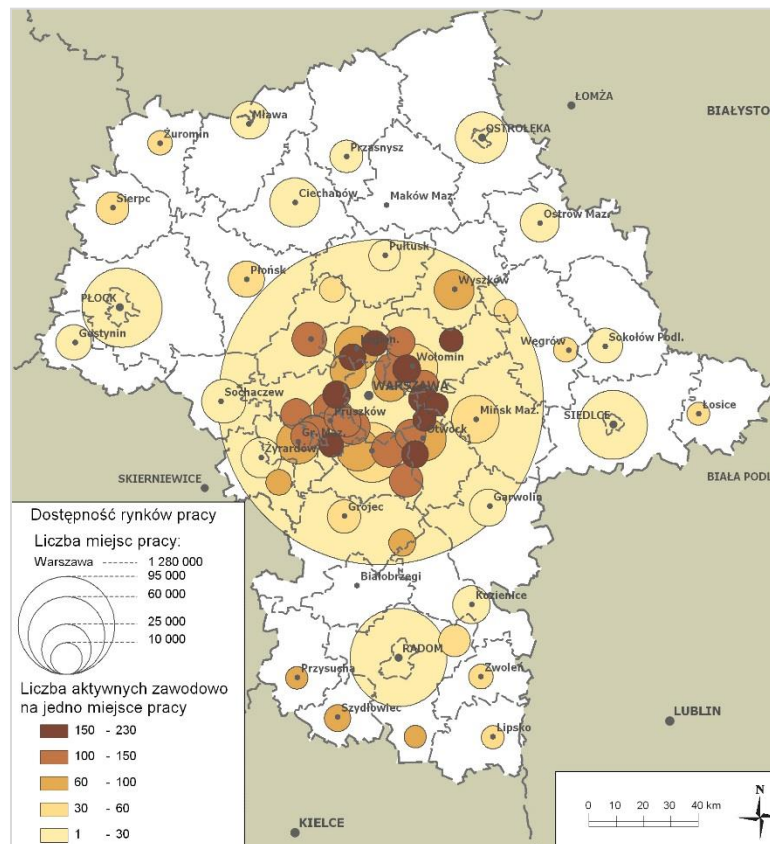 ŁOMŻA
BIAŁYSTO
Mława
OSTROŁĘKA
Żuromin
Przasnysz
Ciechanów
Maków Maz.
Sierpc
Ostrów Maz.
Pułtusk
Płońsk
Wyszków
PŁOCK
Gostynin
Węgrów
Sokołów Podl.
Wołomin
WARSZAWA
Sochaczew
Łosice
Pruszków
Mińsk Maz.
SIEDLCE
Gr. Maz.
Otwock
Żyrardów
SKIERNIEWICE
BIAŁA PODL
Garwolin
Grójec
Dostępność rynków pracy
Liczba miejsc pracy:
Warszawa 1 280 000
95 000
60 000
25 000
10 000
Białobrzegi
Kozienice
RADOM
Przysucha
Zwoleń
Liczba aktywnych zawodowo
na jedno miejsce pracy
Szydłowiec
Lipsko
LUBLIN
150 - 230
100 - 150
60 - 100
30 - 60
1 - 30
N
0 10 20 30 40 km
KIELCE